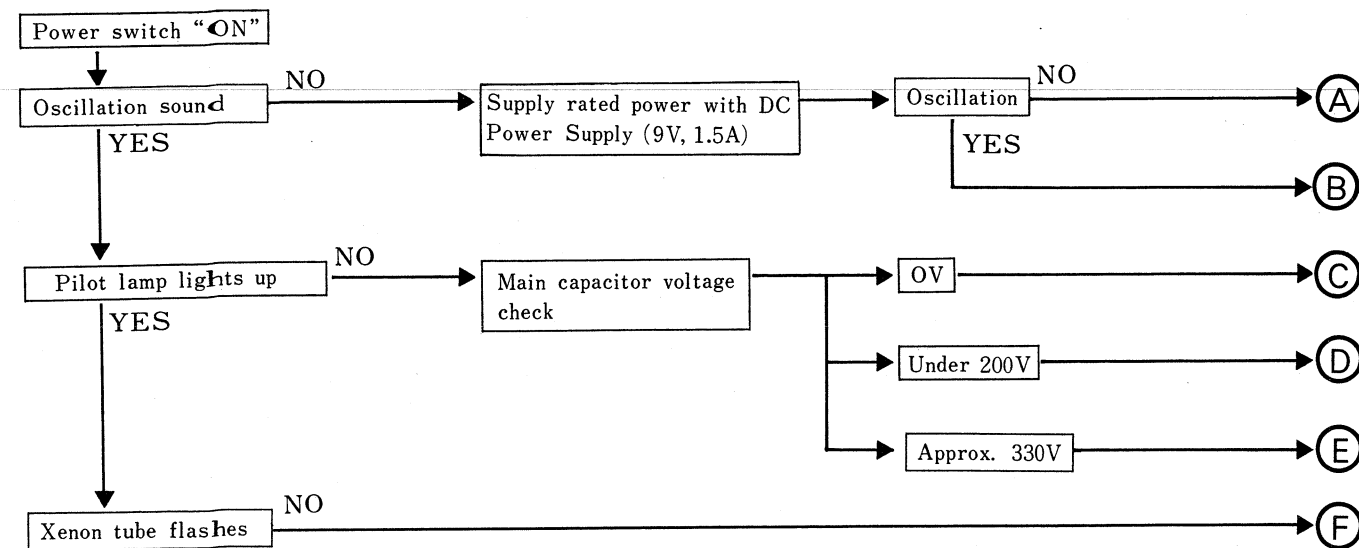 Power switch “ON”
Oscillation sound
NO
Supply rated power with DC
Power Supply (9V, 1.5A)
Oscillation
NO
A
YES
YES
B
Pilot lamp lights up
NO
Main capacitor voltage
check
0V
C
YES
Under 200V
D
Approx. 330V
E
Xenon tube flashes
NO
F